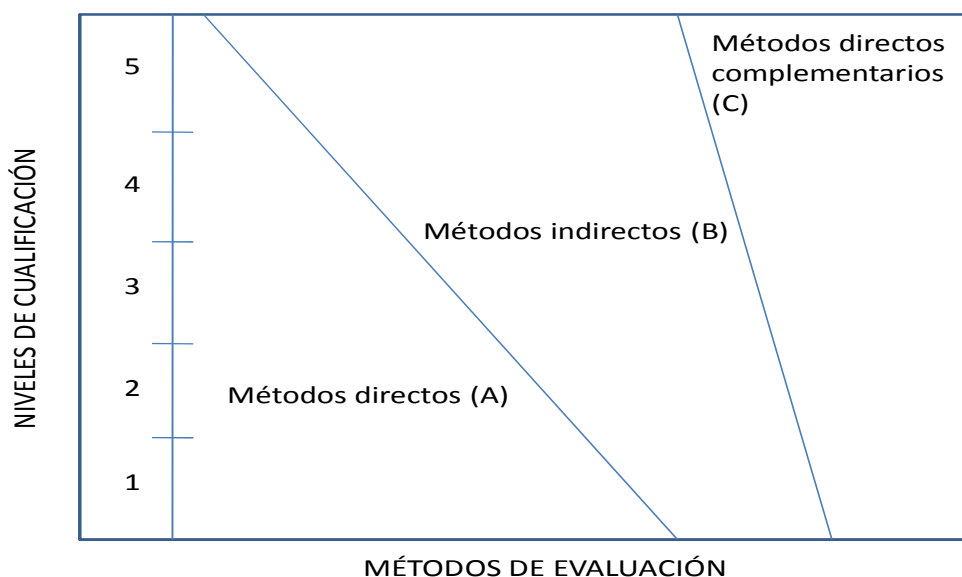 NIVELES DE CUALIFICACIÓN
5
4
3
2
1
Métodos directos
complementarios
(C)
Métodos indirectos (B)
Métodos directos (A)
MÉTODOS DE EVALUACIÓN